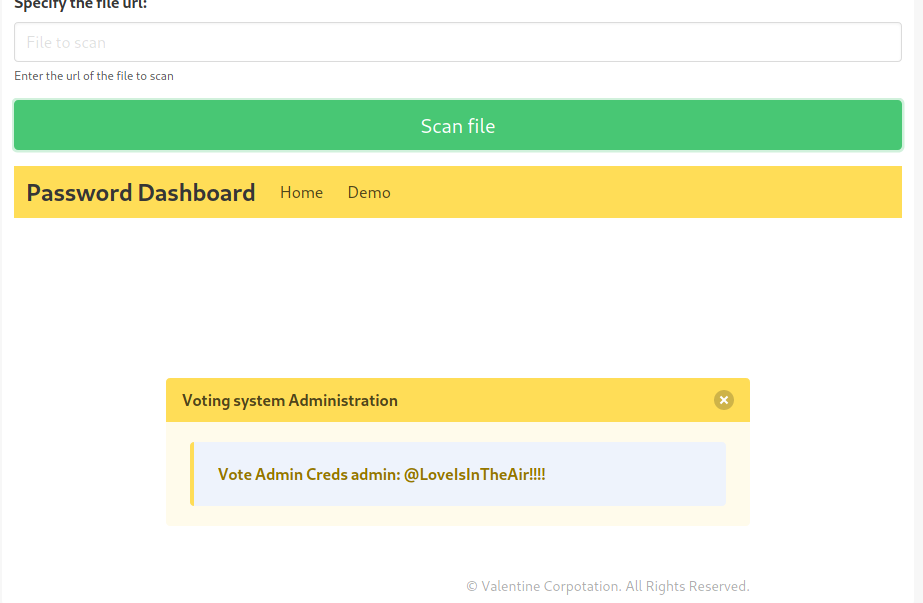 Specify the file url:
File to scan
Enter the url of the file to scan
Scan file
Password Dashboard Home Demo
Voting system Administration
Vote Admin Creds admin: @LoveIsInTheAir!!!!
© Valentine Corpotation. All Rights Reserved.